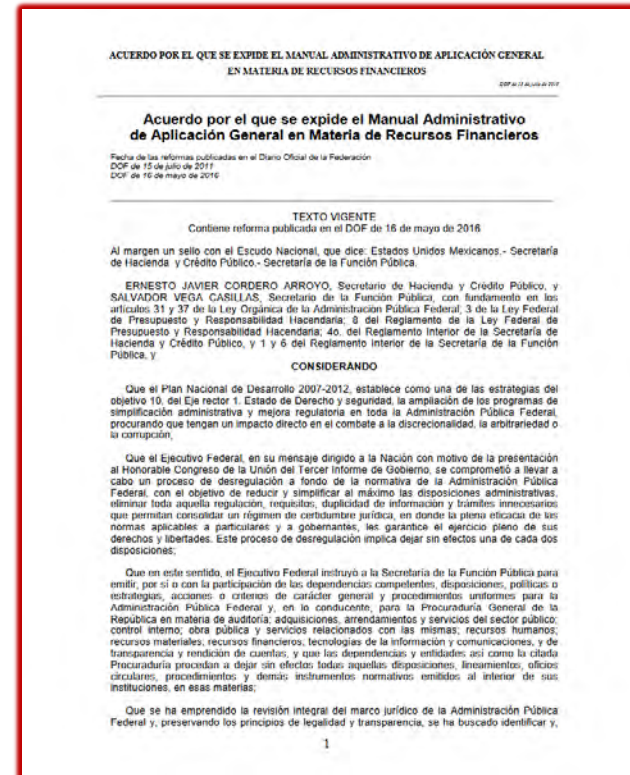 ACUERDO POR EL QUE SE EXPIDE EL MANUAL ADMINISTRATIVO DE APLICACIÓN GENERAL
EN MATERIA DE RECURSOS FINANCIEROS
Acuerdo por el que se expide el Manual Administrativo
de Aplicación General en Materia de Recursos Financieros
Fecha de las reformas publicadas en el Diario Oficial de la Federación
DOF de 15 de julio de 2011
DOF de 16 de mayo de 2016
TEXTO VIGENTE
Contiene reforma publicada en el DOF de 16 de mayo de 2016
Al margen un sello con el Escudo Nacional, que dice: Estados Unidos Mexicanos.- Secretaría
de Hacienda y Crédito Público.- Secretaría de la Función Pública.
ERNESTO JAVIER CORDERO ARROYO, Secretario de Hacienda y Crédito Público, y
SALVADOR VEGA CASILLAS, Secretario de la Función Pública, con fundamento en los
artículos 31 y 37 de la Ley Orgánica de la Administración Pública Federal, 3 de la Ley Federal
de Presupuesto y Responsabilidad Hacendaria; 8 del Reglamento de la Ley Federal de
Presupuesto y Responsabilidad Hacendaria; 4o. del Reglamento Interior de la Secretaría de
Hacienda y Crédito Público, y 1 y 6 del Reglamento Interior de la Secretaría de la Función
Pública, y
CONSIDERANDO
Que el Plan Nacional de Desarrollo 2007-2012, establece como una de las estrategias del
objetivo 10, del Eje rector 1. Estado de Derecho y seguridad, la ampliación de los programas de
simplificación administrativa y mejora regulatoria en toda la Administración Pública Federal,
procurando que tengan un impacto directo en el combate a la discrecionalidad, la arbitrariedad o
la corrupción;
Que el Ejecutivo Federal, en su mensaje dirigido a la Nación con motivo de la presentación
al Honorable Congreso de la Unión del Tercer Informe de Gobierno, se comprometió a llevar a
cabo un proceso de desregulación a fondo de la normativa de la Administración Pública
Federal, con el objetivo de reducir y simplificar al máximo las disposiciones administrativas,
eliminar toda aquella regulación, requisitos, duplicidad de información y trámites innecesarios
que permitan consolidar un régimen de certidumbre jurídica, en donde la plena eficacia de las
normas aplicables a particulares y a gobernantes, les garantice el ejercicio pleno de sus
derechos y libertades. Este proceso de desregulación implica dejar sin efectos una de cada dos
disposiciones;
Que en este sentido, el Ejecutivo Federal instruyó a la Secretaría de la Función Pública para
emitir, por sí o con la participación de las dependencias competentes, disposiciones, políticas o
estrategias, acciones o criterios de carácter general y procedimientos uniformes para la
Administración Pública Federal y, en lo conducente, para la Procuraduría General de la
República en materia de auditoría; adquisiciones, arrendamientos y servicios del sector público;
control interno; obra pública y servicios relacionados con las mismas; recursos humanos;
recursos materiales; recursos financieros; tecnologías de la información y comunicaciones, y de
transparencia y rendición de cuentas, y que las dependencias y entidades así como la citada
Procuraduría procedan a dejar sin efectos todas aquellas disposiciones, lineamientos, oficios
circulares, procedimientos y demás instrumentos normativos emitidos al interior de sus
instituciones, en esas materias;
Que se ha emprendido la revisión integral del marco jurídico de la Administración Pública
Federal y, preservando los principios de legalidad y transparencia, se ha buscado identificar y,
1